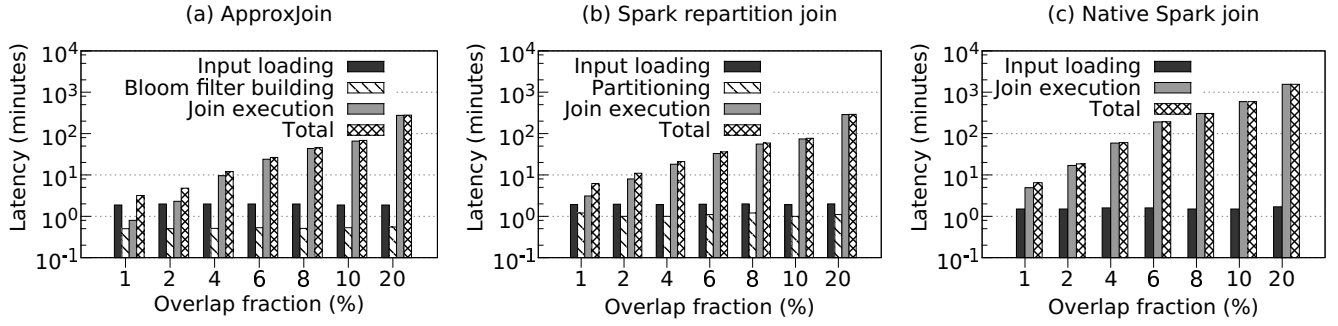 (a) ApproxJoin
Latency (minutes)
10^4
10^3
10^2
10^1
10^0
10^-1
Input loading
Bloom filter building
Join execution
Total
1 2 4 6 8 10 20
Overlap fraction (%)
(b) Spark repartition join
Latency (minutes)
10^4
10^3
10^2
10^1
10^0
10^-1
Input loading
Partitioning
Join execution
Total
1 2 4 6 8 10 20
Overlap fraction (%)
(c) Native Spark join
Latency (minutes)
10^4
10^3
10^2
10^1
10^0
10^-1
Input loading
Join execution
Total
1 2 4 6 8 10 20
Overlap fraction (%)